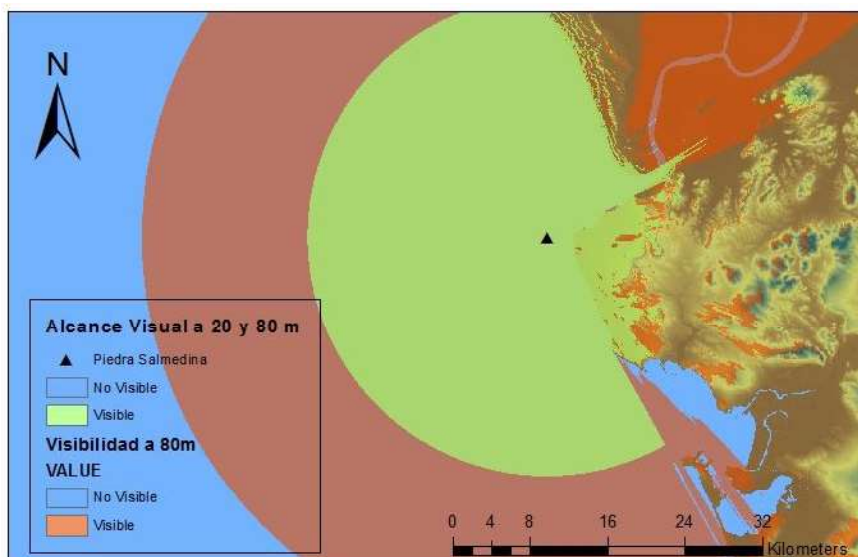 N
Alcance Visual a 20 y 80 m
Piedra Salmedina
No Visible
Visible
Visibilidad a 80m
VALUE
No Visible
Visible
0 2 4 8 16 24 32
Kilometers